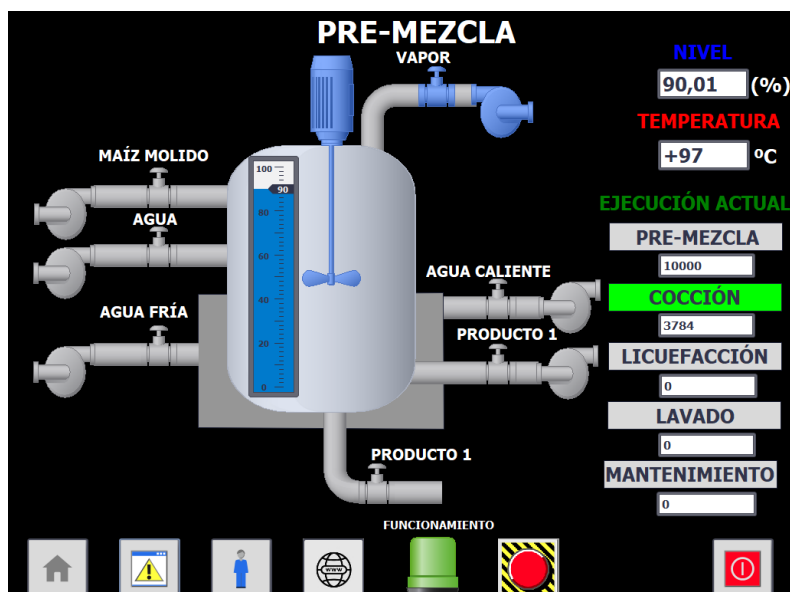 PRE-MEZCLA
VAPOR
NIVEL
90,01 (%)
TEMPERATURA
+97 ºC
MAÍZ MOLIDO
100
90
80
60
40
20
0
AGUA
AGUA FRÍA
AGUA CALIENTE
PRODUCTO 1
PRODUCTO 1
EJECUCIÓN ACTUAL
PRE-MEZCLA
10000
COCCIÓN
3784
LICUEFACCIÓN
0
LAVADO
0
MANTENIMIENTO
0
FUNCIONAMIENTO
www